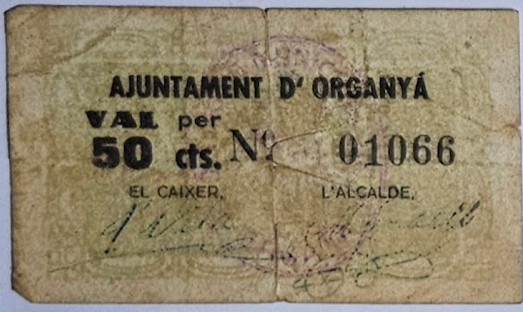 AJUNTAMENT D' ORGANYÁ
VAL per
50 cts. Nº 01066
EL CAIXER, L'ALCALDE,